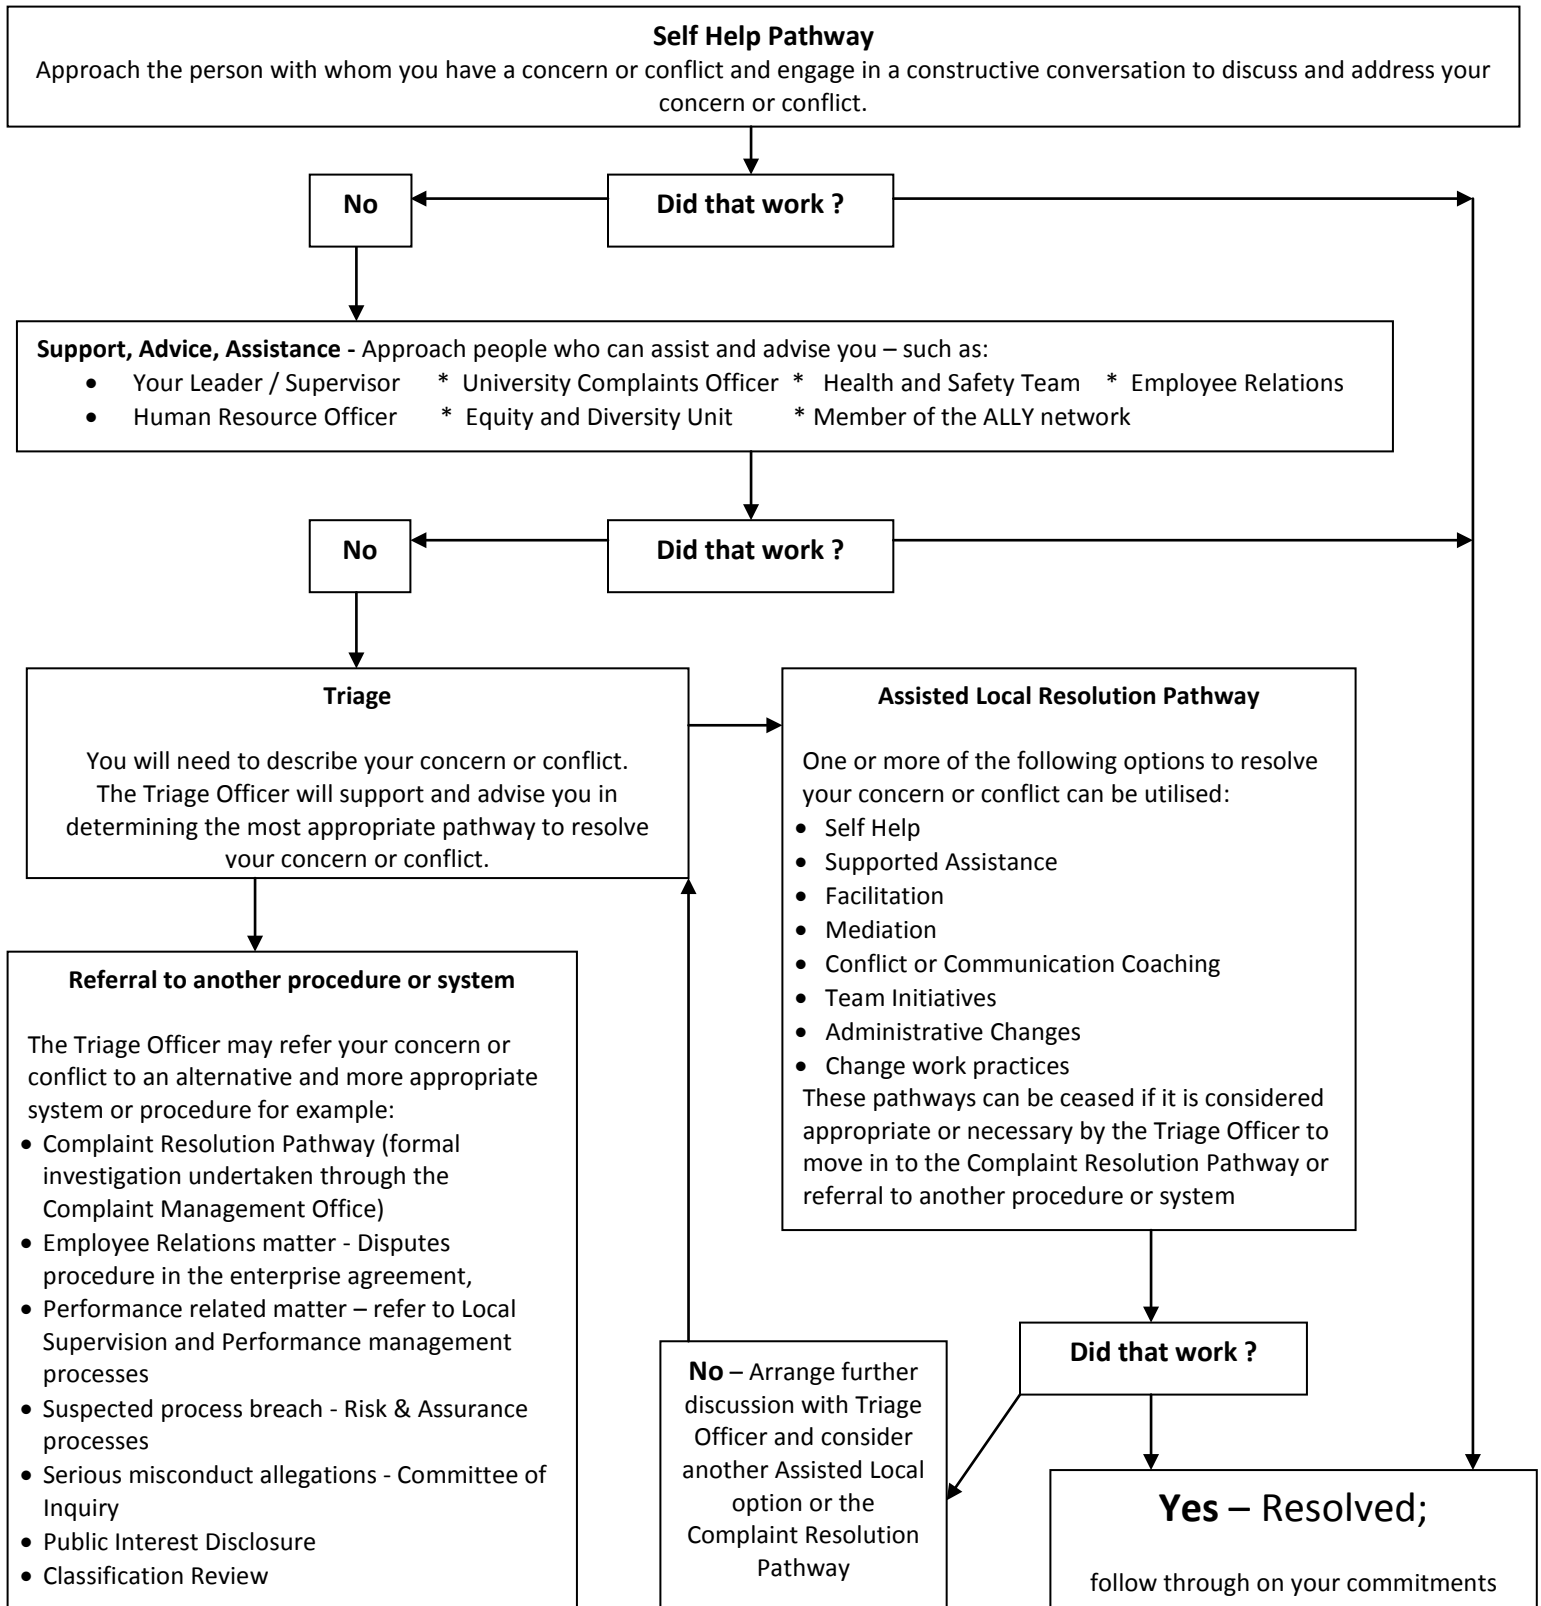 Self Help Pathway
Approach the person with whom you have a concern or conflict and engage in a constructive conversation to discuss and address your
concern or conflict.
No
Did that work ?
Support, Advice, Assistance - Approach people who can assist and advise you – such as:
• Your Leader / Supervisor * University Complaints Officer * Health and Safety Team * Employee Relations
• Human Resource Officer * Equity and Diversity Unit * Member of the ALLY network
No
Did that work ?
Triage
You will need to describe your concern or conflict.
The Triage Officer will support and advise you in
determining the most appropriate pathway to resolve
your concern or conflict.
Assisted Local Resolution Pathway
One or more of the following options to resolve
your concern or conflict can be utilised:
• Self Help
• Supported Assistance
• Facilitation
• Mediation
• Conflict or Communication Coaching
• Team Initiatives
• Administrative Changes
• Change work practices
These pathways can be ceased if it is considered
appropriate or necessary by the Triage Officer to
move in to the Complaint Resolution Pathway or
referral to another procedure or system
Referral to another procedure or system
The Triage Officer may refer your concern or
conflict to an alternative and more appropriate
system or procedure for example:
• Complaint Resolution Pathway (formal
investigation undertaken through the
Complaint Management Office)
• Employee Relations matter - Disputes
procedure in the enterprise agreement,
• Performance related matter – refer to Local
Supervision and Performance management
processes
• Suspected process breach - Risk & Assurance
processes
• Serious misconduct allegations - Committee of
Inquiry
• Public Interest Disclosure
• Classification Review
Did that work ?
No – Arrange further
discussion with Triage
Officer and consider
another Assisted Local
option or the
Complaint Resolution
Pathway
Yes – Resolved;
follow through on your commitments